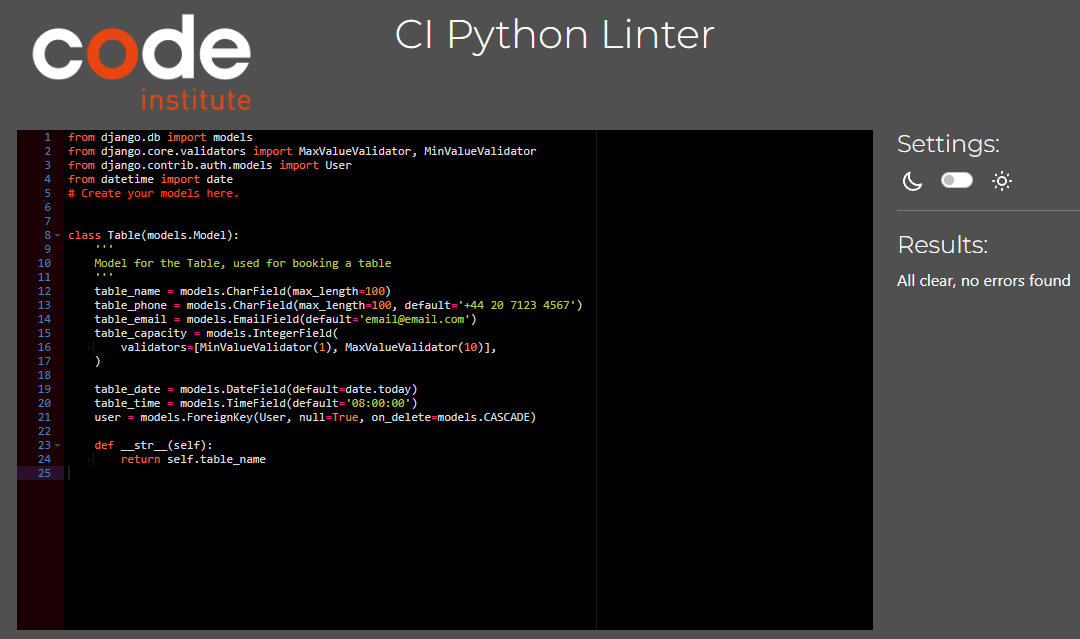 code
institute
CI Python Linter
1 from django.db import models
2 from django.core.validators import MaxValueValidator, MinValueValidator
3 from django.contrib.auth.models import User
4 from datetime import date
5 # Create your models here.
6
7
8 class Table(models.Model):
9     '''
10     Model for the Table, used for booking a table
11     '''
12     table_name = models.CharField(max_length=100)
13     table_phone = models.CharField(max_length=100, default='+44 20 7123 4567')
14     table_email = models.EmailField(default='email@email.com')
15     table_capacity = models.IntegerField(
16         validators=[MinValueValidator(1), MaxValueValidator(10)],
17     )
18
19     table_date = models.DateField(default=date.today)
20     table_time = models.TimeField(default='08:00:00')
21     user = models.ForeignKey(User, null=True, on_delete=models.CASCADE)
22
23     def __str__(self):
24         return self.table_name
25
Settings:
Results:
All clear, no errors found